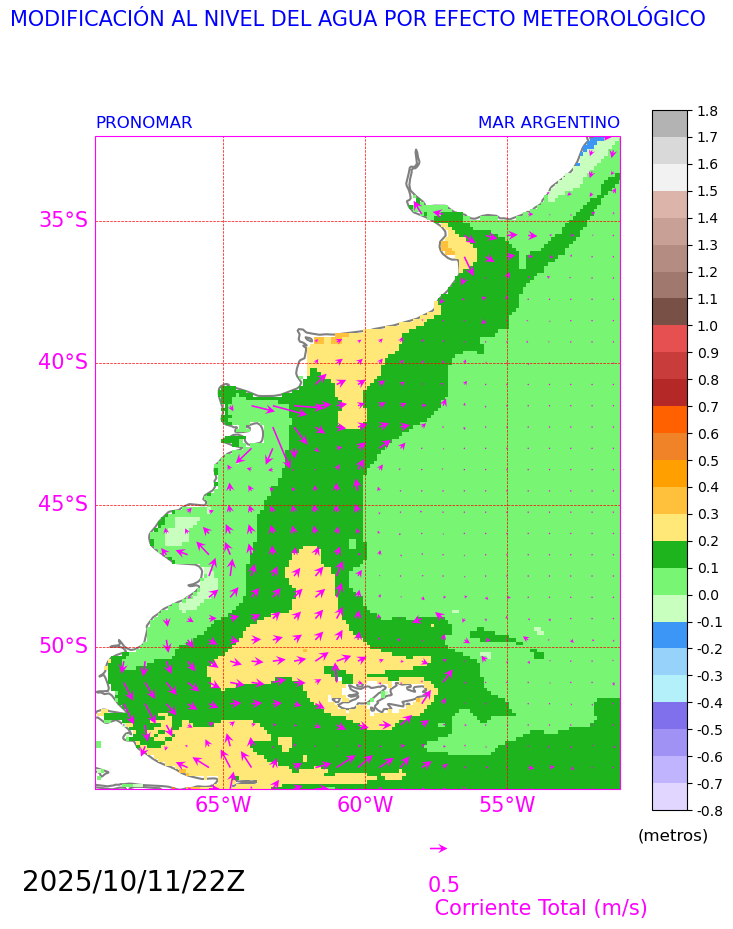 MODIFICACIÓN AL NIVEL DEL AGUA POR EFECTO METEOROLÓGICO
PRONOMAR MAR ARGENTINO
35°S
40°S
45°S
50°S
65°W 60°W 55°W
1.8
1.7
1.6
1.5
1.4
1.3
1.2
1.1
1.0
0.9
0.8
0.7
0.6
0.5
0.4
0.3
0.2
0.1
0.0
-0.1
-0.2
-0.3
-0.4
-0.5
-0.6
-0.7
-0.8
(metros)
2025/10/11/22Z
0.5
Corriente Total (m/s)